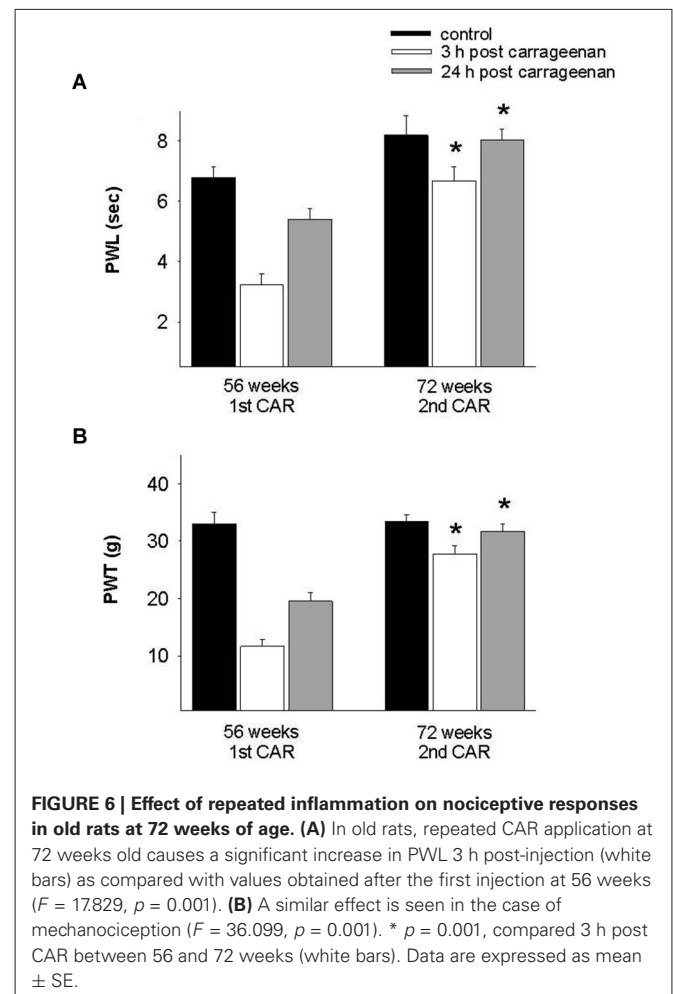 control
3 h post carrageenan
24 h post carrageenan
A
8
6
4
2
PWL (sec)
*
*
56 weeks
1st CAR
72 weeks
2nd CAR
B
40
30
20
10
PWT (g)
*
*
56 weeks
1st CAR
72 weeks
2nd CAR
FIGURE 6 | Effect of repeated inflammation on nociceptive responses
in old rats at 72 weeks of age. (A) In old rats, repeated CAR application at
72 weeks old causes a significant increase in PWL 3 h post-injection (white
bars) as compared with values obtained after the first injection at 56 weeks
(F = 17.829, p = 0.001). (B) A similar effect is seen in the case of
mechanociception (F = 36.099, p = 0.001). * p = 0.001, compared 3 h post
CAR between 56 and 72 weeks (white bars). Data are expressed as mean
± SE.